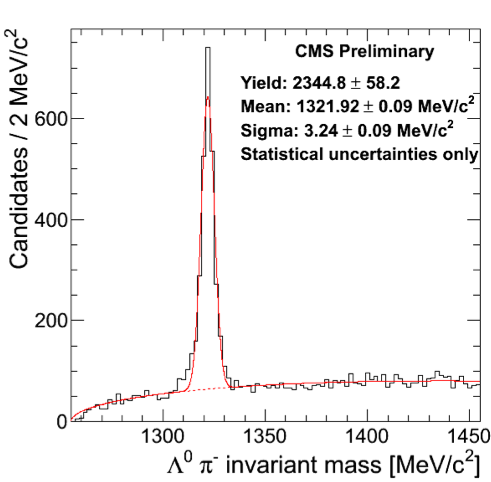 CMS Preliminary
Yield: 2344.8 ± 58.2
Mean: 1321.92 ± 0.09 MeV/c²
Sigma: 3.24 ± 0.09 MeV/c²
Statistical uncertainties only
Candidates / 2 MeV/c²
600
400
200
0
1300 1350 1400 1450
Λ⁰ π⁻ invariant mass [MeV/c²]